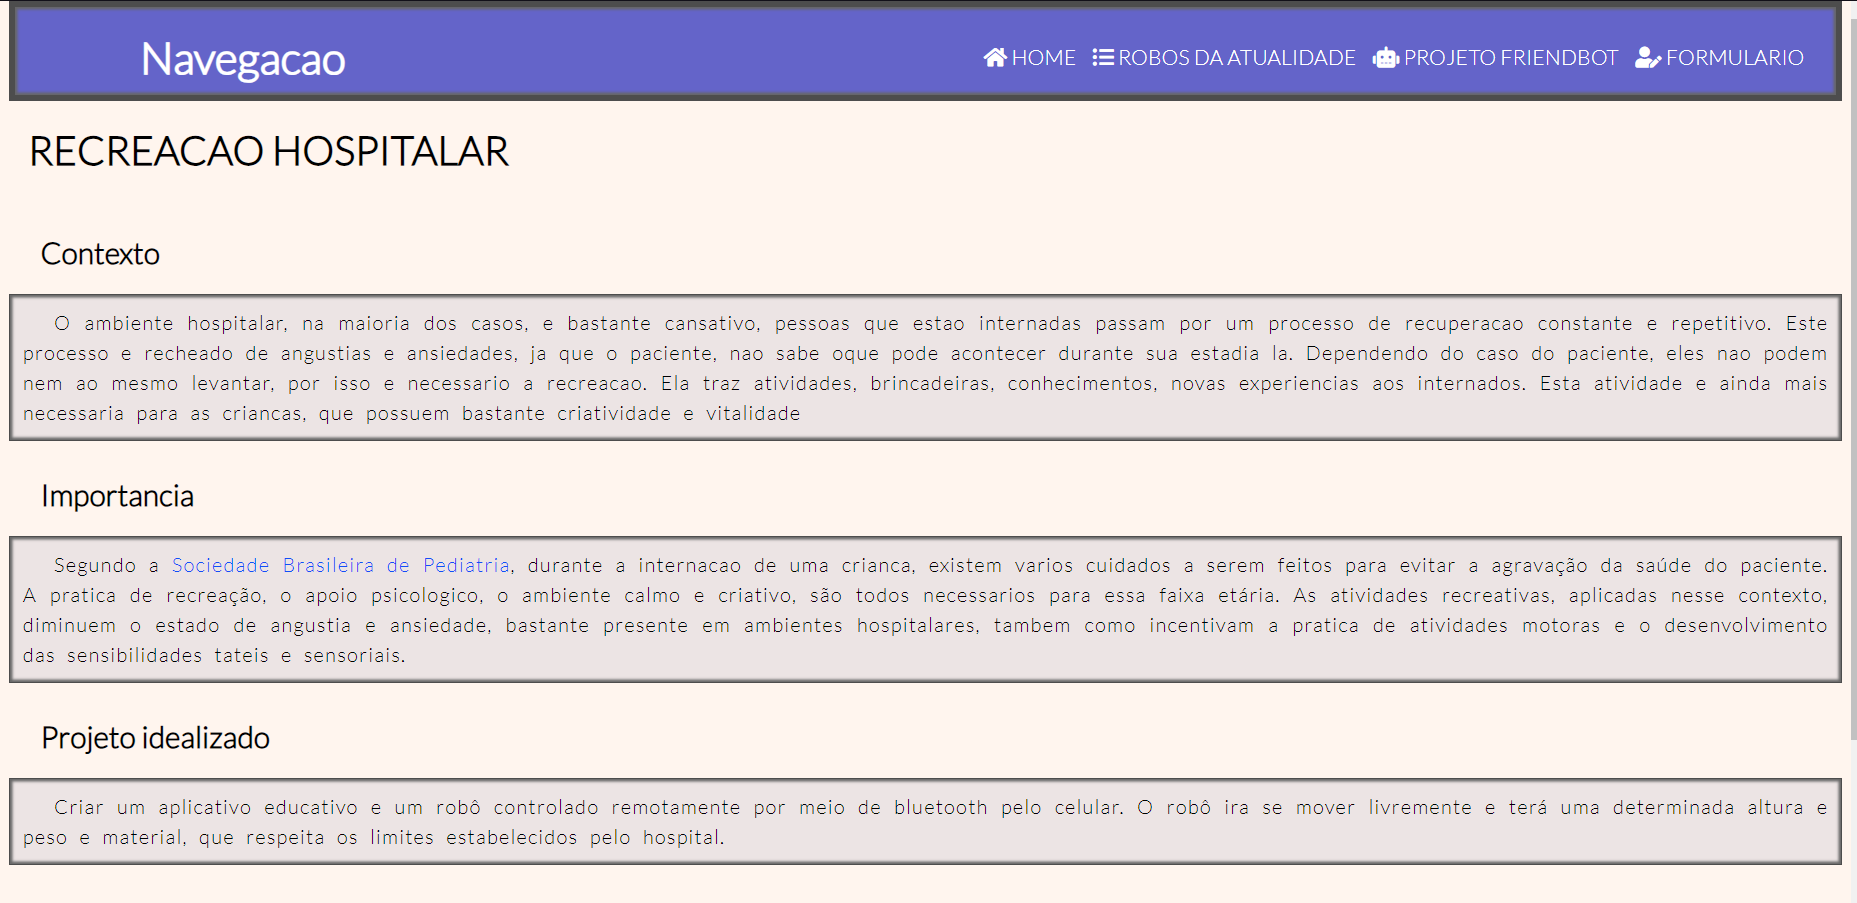 Navegacao
HOME ROBOS DA ATUALIDADE PROJETO FRIENDBOT FORMULARIO
RECREACAO HOSPITALAR
Contexto
O ambiente hospitalar, na maioria dos casos, e bastante cansativo, pessoas que estao internadas passam por um processo de recuperacao constante e repetitivo. Este
processo e recheado de angustias e ansiedades, ja que o paciente, nao sabe oque pode acontecer durante sua estadia la. Dependendo do caso do paciente, eles nao podem
nem ao mesmo levantar, por isso e necessario a recreacao. Ela traz atividades, brincadeiras, conhecimentos, novas experiencias aos internados. Esta atividade e ainda mais
necessaria para as criancas, que possuem bastante criatividade e vitalidade
Importancia
Segundo a Sociedade Brasileira de Pediatria, durante a internacao de uma crianca, existem varios cuidados a serem feitos para evitar a agravação da saúde do paciente.
A pratica de recreação, o apoio psicologico, o ambiente calmo e criativo, são todos necessarios para essa faixa etária. As atividades recreativas, aplicadas nesse contexto,
diminuem o estado de angustia e ansiedade, bastante presente em ambientes hospitalares, tambem como incentivam a pratica de atividades motoras e o desenvolvimento
das sensibilidades tateis e sensoriais.
Projeto idealizado
Criar um aplicativo educativo e um robô controlado remotamente por meio de bluetooth pelo celular. O robô ira se mover livremente e terá uma determinada altura e
peso e material, que respeita os limites estabelecidos pelo hospital.